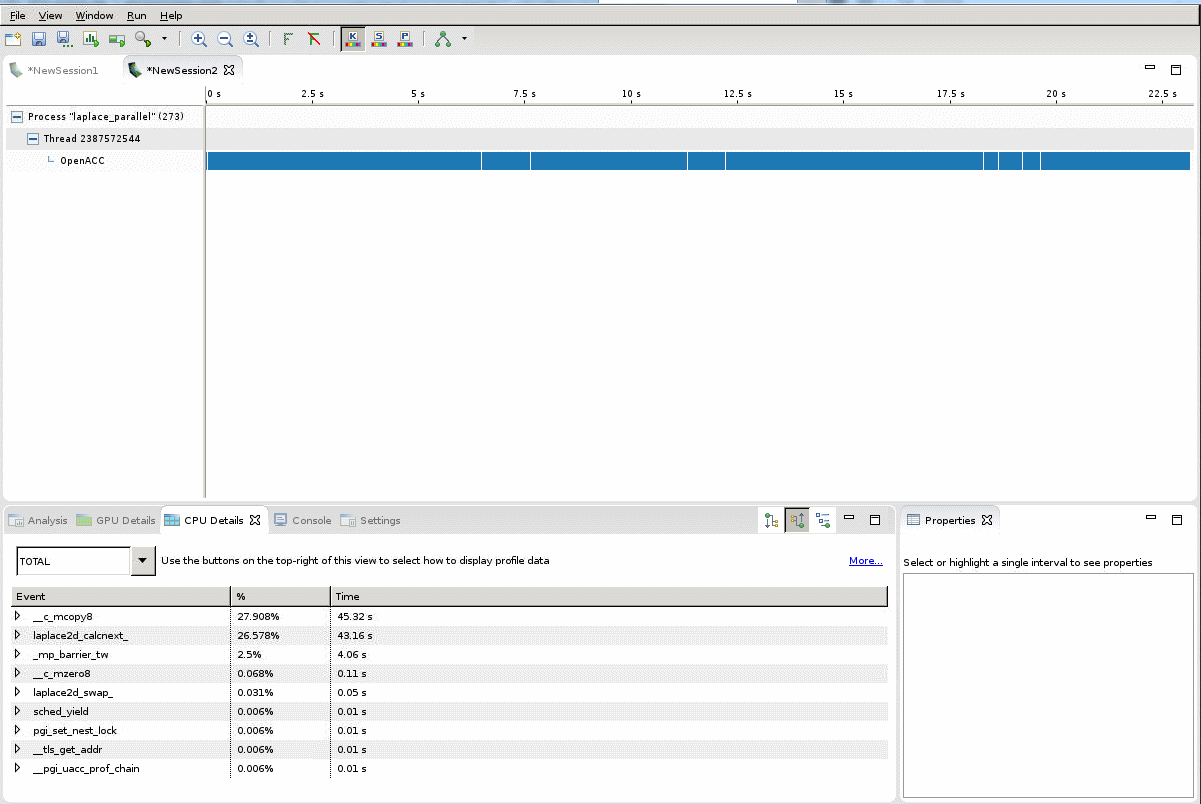 File View Window Run Help
K S P
*NewSession1 *NewSession2
0 s 2.5 s 5 s 7.5 s 10 s 12.5 s 15 s 17.5 s 20 s 22.5 s
Process "laplace_parallel" (273)
Thread 2387572544
OpenACC
Analysis GPU Details CPU Details Console Settings
Properties
TOTAL Use the buttons on the top-right of this view to select how to display profile data More...
Select or highlight a single interval to see properties
Event % Time
__c_mcopy8 27.908% 45.32 s
laplace2d_calcnext_ 26.578% 43.16 s
_mp_barrier_tw 2.5% 4.06 s
__c_mzero8 0.068% 0.11 s
laplace2d_swap_ 0.031% 0.05 s
sched_yield 0.006% 0.01 s
pgi_set_nest_lock 0.006% 0.01 s
__tls_get_addr 0.006% 0.01 s
__pgi_uacc_prof_chain 0.006% 0.01 s